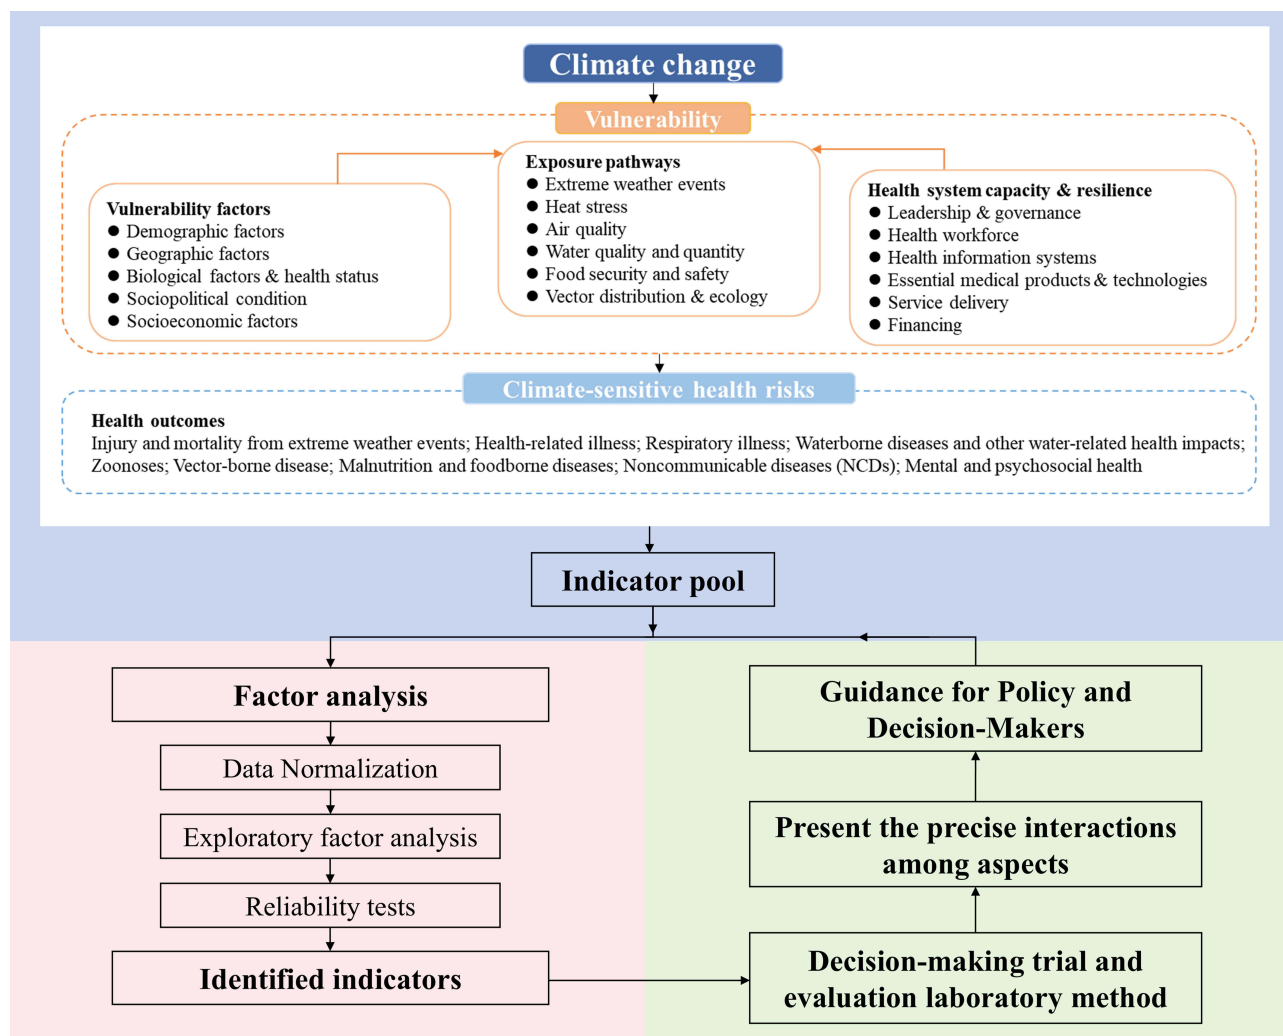 Climate change
Vulnerability
Vulnerability factors
● Demographic factors
● Geographic factors
● Biological factors & health status
● Sociopolitical condition
● Socioeconomic factors
Exposure pathways
● Extreme weather events
● Heat stress
● Air quality
● Water quality and quantity
● Food security and safety
● Vector distribution & ecology
Health system capacity & resilience
● Leadership & governance
● Health workforce
● Health information systems
● Essential medical products & technologies
● Service delivery
● Financing
Climate-sensitive health risks
Health outcomes
Injury and mortality from extreme weather events; Health-related illness; Respiratory illness; Waterborne diseases and other water-related health impacts;
Zoonoses; Vector-borne disease; Malnutrition and foodborne diseases; Noncommunicable diseases (NCDs); Mental and psychosocial health
Indicator pool
Factor analysis
Data Normalization
Exploratory factor analysis
Reliability tests
Identified indicators
Guidance for Policy and
Decision-Makers
Present the precise interactions
among aspects
Decision-making trial and
evaluation laboratory method